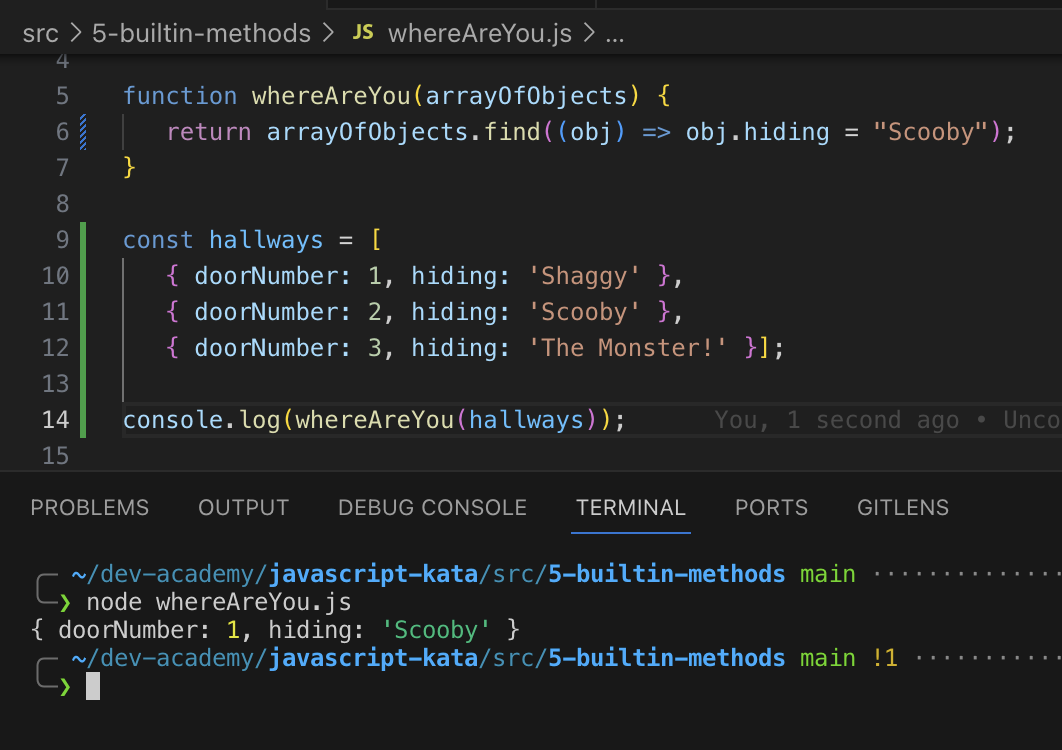 src > 5-builtin-methods > JS whereAreYou.js > ...
4
5 function whereAreYou(arrayOfObjects) {
6 return arrayOfObjects.find((obj) => obj.hiding = "Scooby");
7 }
8
9 const hallways = [
10 { doorNumber: 1, hiding: 'Shaggy' },
11 { doorNumber: 2, hiding: 'Scooby' },
12 { doorNumber: 3, hiding: 'The Monster!' }];
13
14 console.log(whereAreYou(hallways)); You, 1 second ago • Unco
15
PROBLEMS OUTPUT DEBUG CONSOLE TERMINAL PORTS GITLENS
~/dev-academy/javascript-kata/src/5-builtin-methods main ··············
❯ node whereAreYou.js
{ doorNumber: 1, hiding: 'Scooby' }
~/dev-academy/javascript-kata/src/5-builtin-methods main !1 ···········
❯